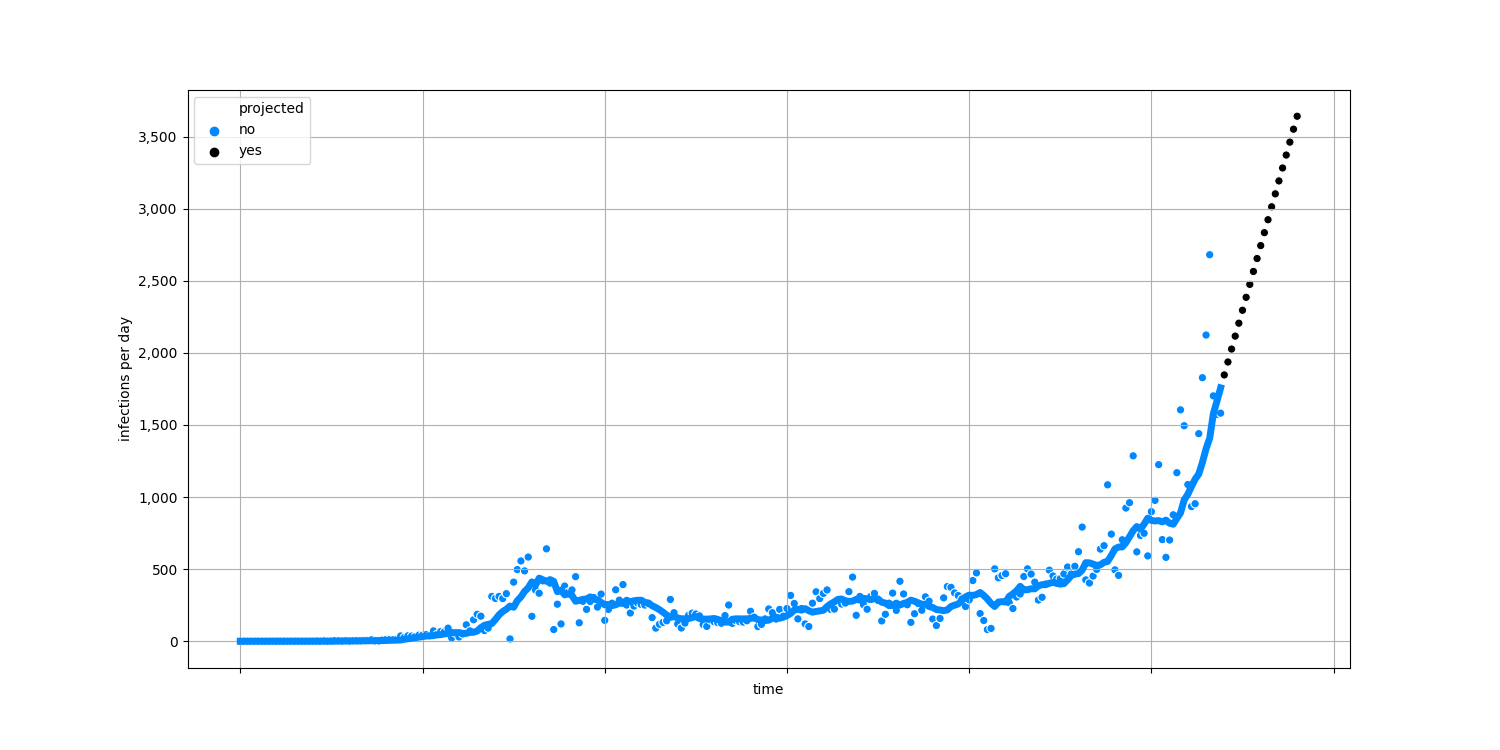 projected
no
yes
3,500
3,000
2,500
2,000
1,500
1,000
500
0
infections per day
time